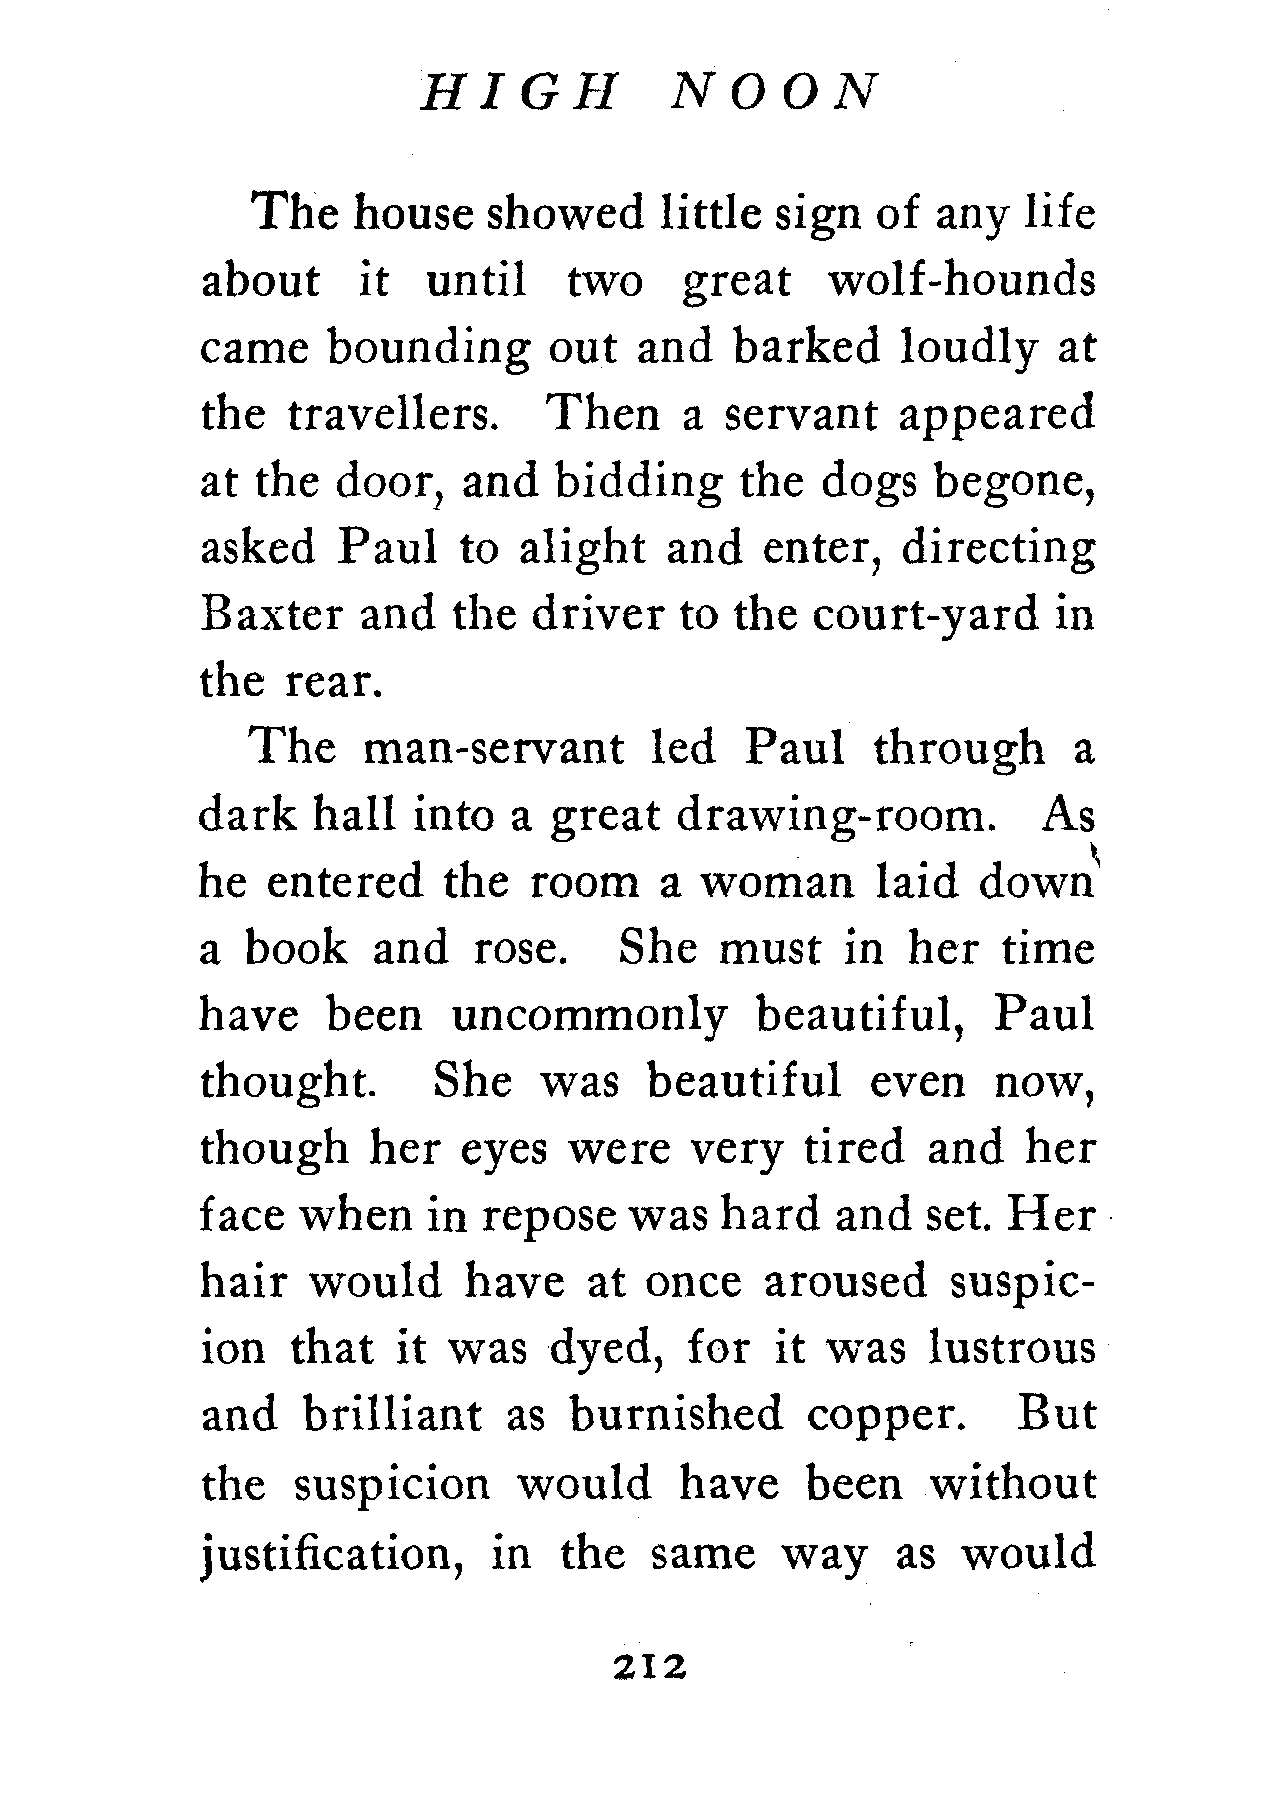 HIGH NOON
The house showed little sign of any life
about it until two great wolf-hounds
came bounding out and barked loudly at
the travellers. Then a servant appeared
at the door, and bidding the dogs begone,
asked Paul to alight and enter, directing
Baxter and the driver to the court-yard in
the rear.
The man-servant led Paul through a
dark hall into a great drawing-room. As
he entered the room a woman laid down
a book and rose. She must in her time
have been uncommonly beautiful, Paul
thought. She was beautiful even now,
though her eyes were very tired and her
face when in repose was hard and set. Her
hair would have at once aroused suspic-
ion that it was dyed, for it was lustrous
and brilliant as burnished copper. But
the suspicion would have been without
justification, in the same way as would
212